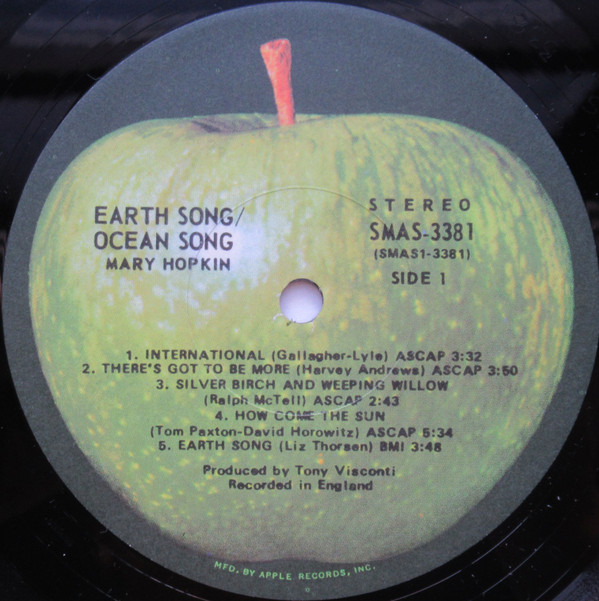 EARTH SONG/
OCEAN SONG
MARY HOPKIN
STEREO
SMAS-3381
(SMAS1-3381)
SIDE 1
1. INTERNATIONAL (Gallagher-Lyle) ASCAP 3:32
2. THERE'S GOT TO BE MORE (Harvey Andrews) ASCAP 3:50
3. SILVER BIRCH AND WEEPING WILLOW
(Ralph McTell) ASCAP 2:43
4. HOW COME THE SUN
(Tom Paxton-David Horowitz) ASCAP 5:34
5. EARTH SONG (Liz Thorsen) BMI 3:48
Produced by Tony Visconti
Recorded in England
MFD. BY APPLE RECORDS, INC.